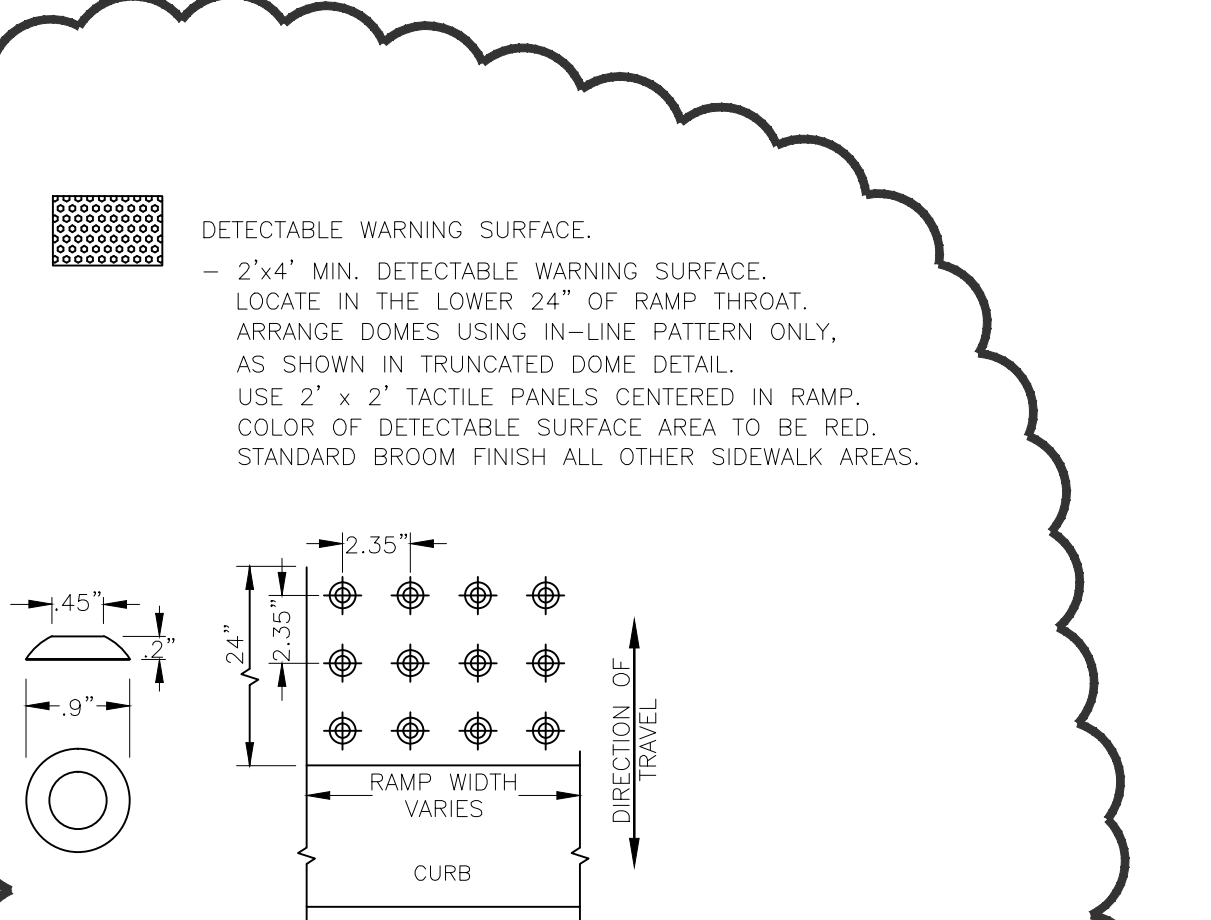 DETECTABLE WARNING SURFACE.
– 2'x4' MIN. DETECTABLE WARNING SURFACE.
LOCATE IN THE LOWER 24" OF RAMP THROAT.
ARRANGE DOMES USING IN–LINE PATTERN ONLY,
AS SHOWN IN TRUNCATED DOME DETAIL.
USE 2' x 2' TACTILE PANELS CENTERED IN RAMP.
COLOR OF DETECTABLE SURFACE AREA TO BE RED.
STANDARD BROOM FINISH ALL OTHER SIDEWALK AREAS.
.45"
.2"
.9"
2.35"
24"
2.35"
RAMP WIDTH
VARIES
CURB
DIRECTION OF
TRAVEL